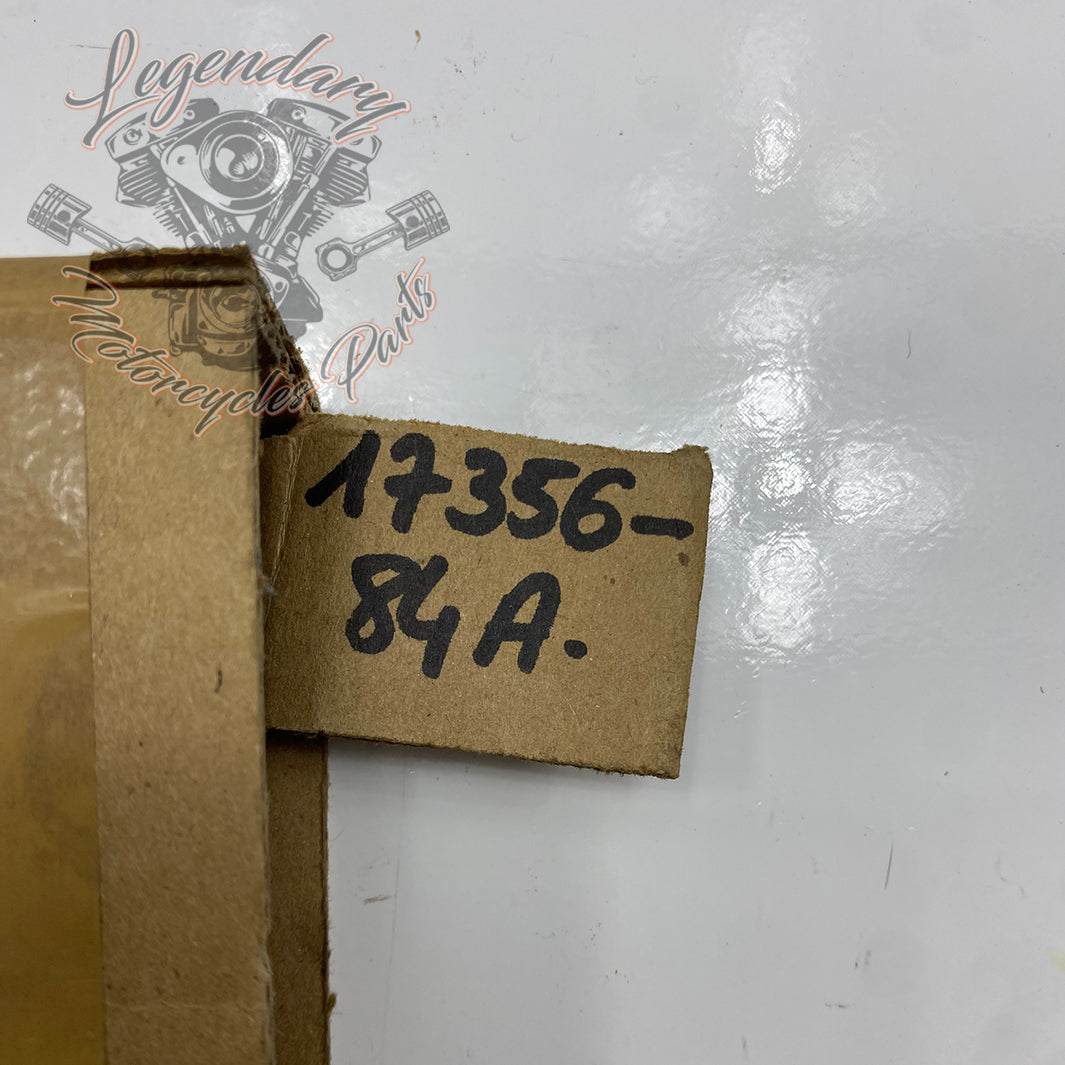 Legendary
Motorcycles Parts
17356-
84A.